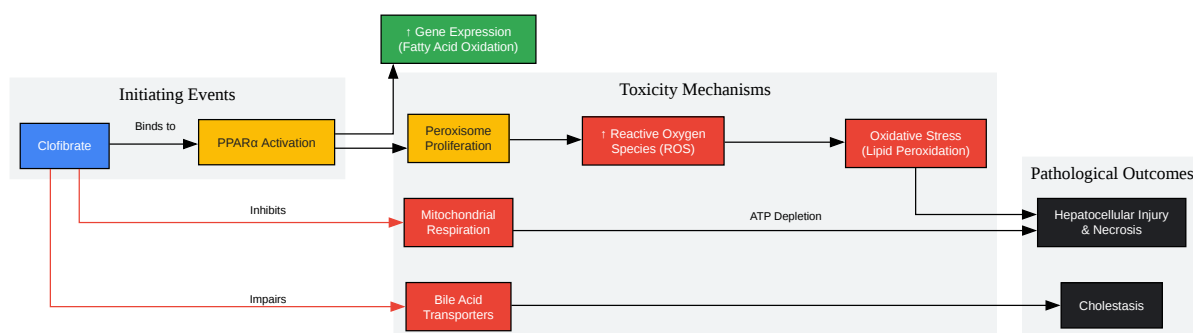 ↑ Gene Expression
(Fatty Acid Oxidation)
Initiating Events
Toxicity Mechanisms
Clofibrate
Binds to
PPARα Activation
Peroxisome
Proliferation
↑ Reactive Oxygen
Species (ROS)
Oxidative Stress
(Lipid Peroxidation)
Pathological Outcomes
Inhibits
Mitochondrial
Respiration
ATP Depletion
Hepatocellular Injury
& Necrosis
Impairs
Bile Acid
Transporters
Cholestasis